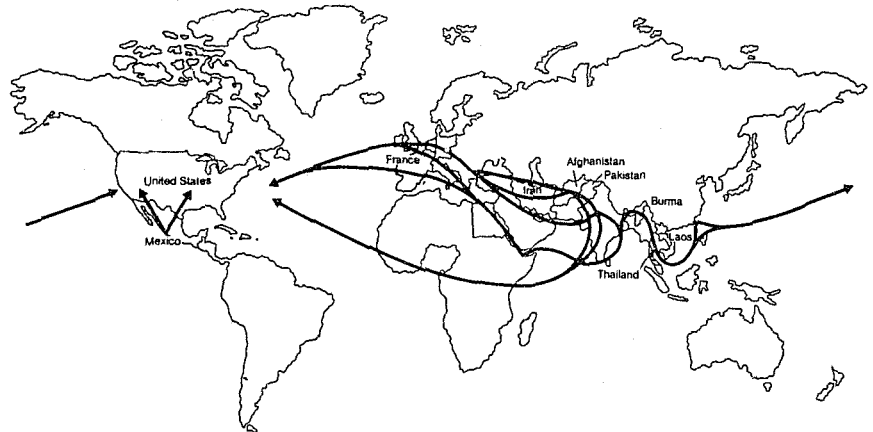 France
Afghanistan
Pakistan
Iran
United States
Burma
Mexico
Laos
Thailand